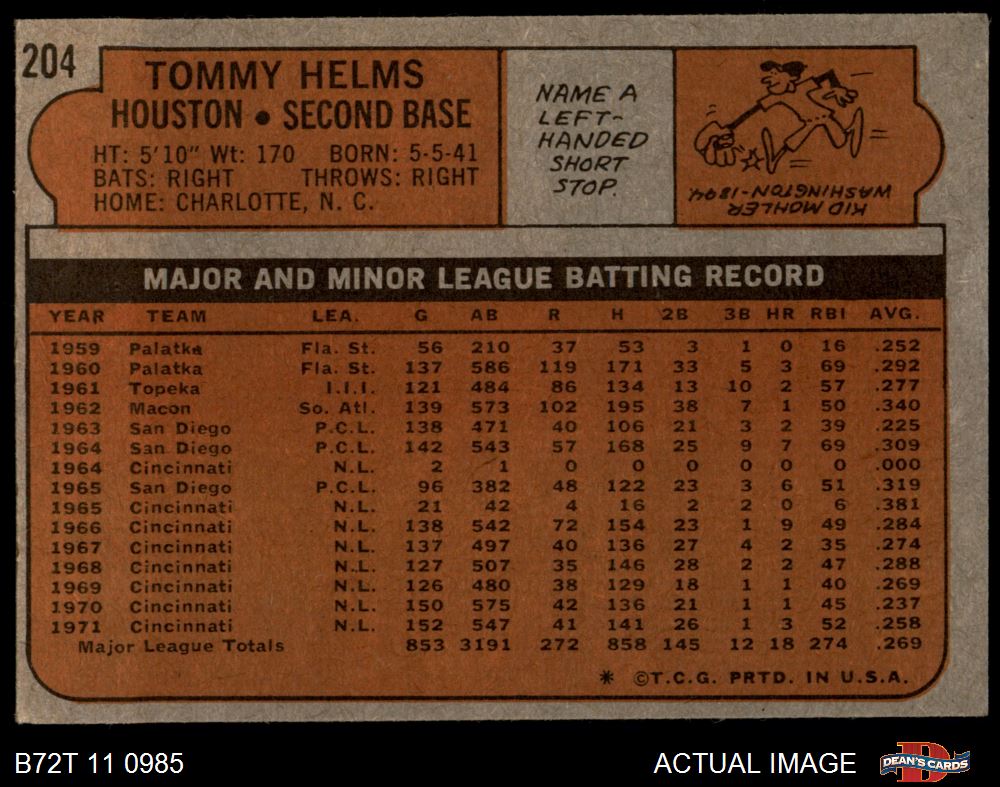 204
TOMMY HELMS
HOUSTON • SECOND BASE
HT: 5'10" Wt: 170 BORN: 5-5-41
BATS: RIGHT THROWS: RIGHT
HOME: CHARLOTTE, N. C.
NAME A
LEFT-
HANDED
SHORT
STOP.
KID MOHLER
WASHINGTON-1894
MAJOR AND MINOR LEAGUE BATTING RECORD
YEAR TEAM LEA. G AB R H 2B 3B HR RBI AVG.
1959 Palatka Fla. St. 56 210 37 53 3 1 0 16 .252
1960 Palatka Fla. St. 137 586 119 171 33 5 3 69 .292
1961 Topeka I.I.I. 121 484 86 134 13 10 2 57 .277
1962 Macon So. Atl. 139 573 102 195 38 7 1 50 .340
1963 San Diego P.C.L. 138 471 40 106 21 3 2 39 .225
1964 San Diego P.C.L. 142 543 57 168 25 9 7 69 .309
1964 Cincinnati N.L. 2 1 0 0 0 0 0 0 .000
1965 San Diego P.C.L. 96 382 48 122 23 3 6 51 .319
1965 Cincinnati N.L. 21 42 4 16 2 2 0 6 .381
1966 Cincinnati N.L. 138 542 72 154 23 1 9 49 .284
1967 Cincinnati N.L. 137 497 40 136 27 4 2 35 .274
1968 Cincinnati N.L. 127 507 35 146 28 2 2 47 .288
1969 Cincinnati N.L. 126 480 38 129 18 1 1 40 .269
1970 Cincinnati N.L. 150 575 42 136 21 1 1 45 .237
1971 Cincinnati N.L. 152 547 41 141 26 1 3 52 .258
Major League Totals 853 3191 272 858 145 12 18 274 .269
* ©T.C.G. PRTD. IN U.S.A.
B72T 11 0985 ACTUAL IMAGE
D
DEAN'S CARDS